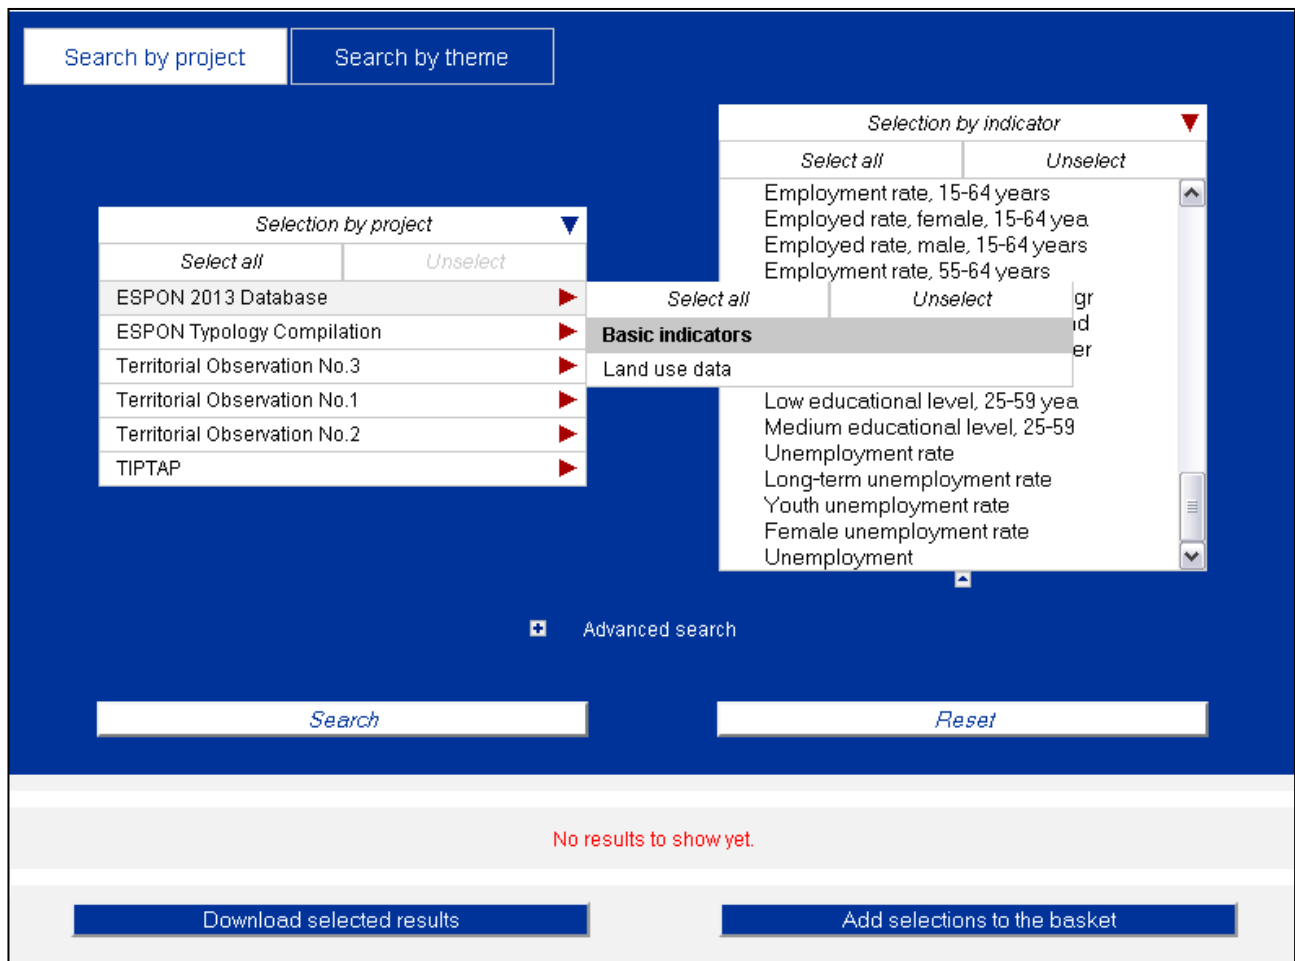 Search by project
Search by theme
Selection by indicator
Select all
Unselect
Employment rate, 15-64 years
Employed rate, female, 15-64 yea
Employed rate, male, 15-64 years
Employment rate, 55-64 years
gr
nd
er
Low educational level, 25-59 yea
Medium educational level, 25-59
Unemployment rate
Long-term unemployment rate
Youth unemployment rate
Female unemployment rate
Unemployment
Selection by project
Select all
Unselect
ESPON 2013 Database
ESPON Typology Compilation
Territorial Observation No.3
Territorial Observation No.1
Territorial Observation No.2
TIPTAP
Select all
Unselect
Basic indicators
Land use data
Advanced search
Search
Reset
No results to show yet.
Download selected results
Add selections to the basket